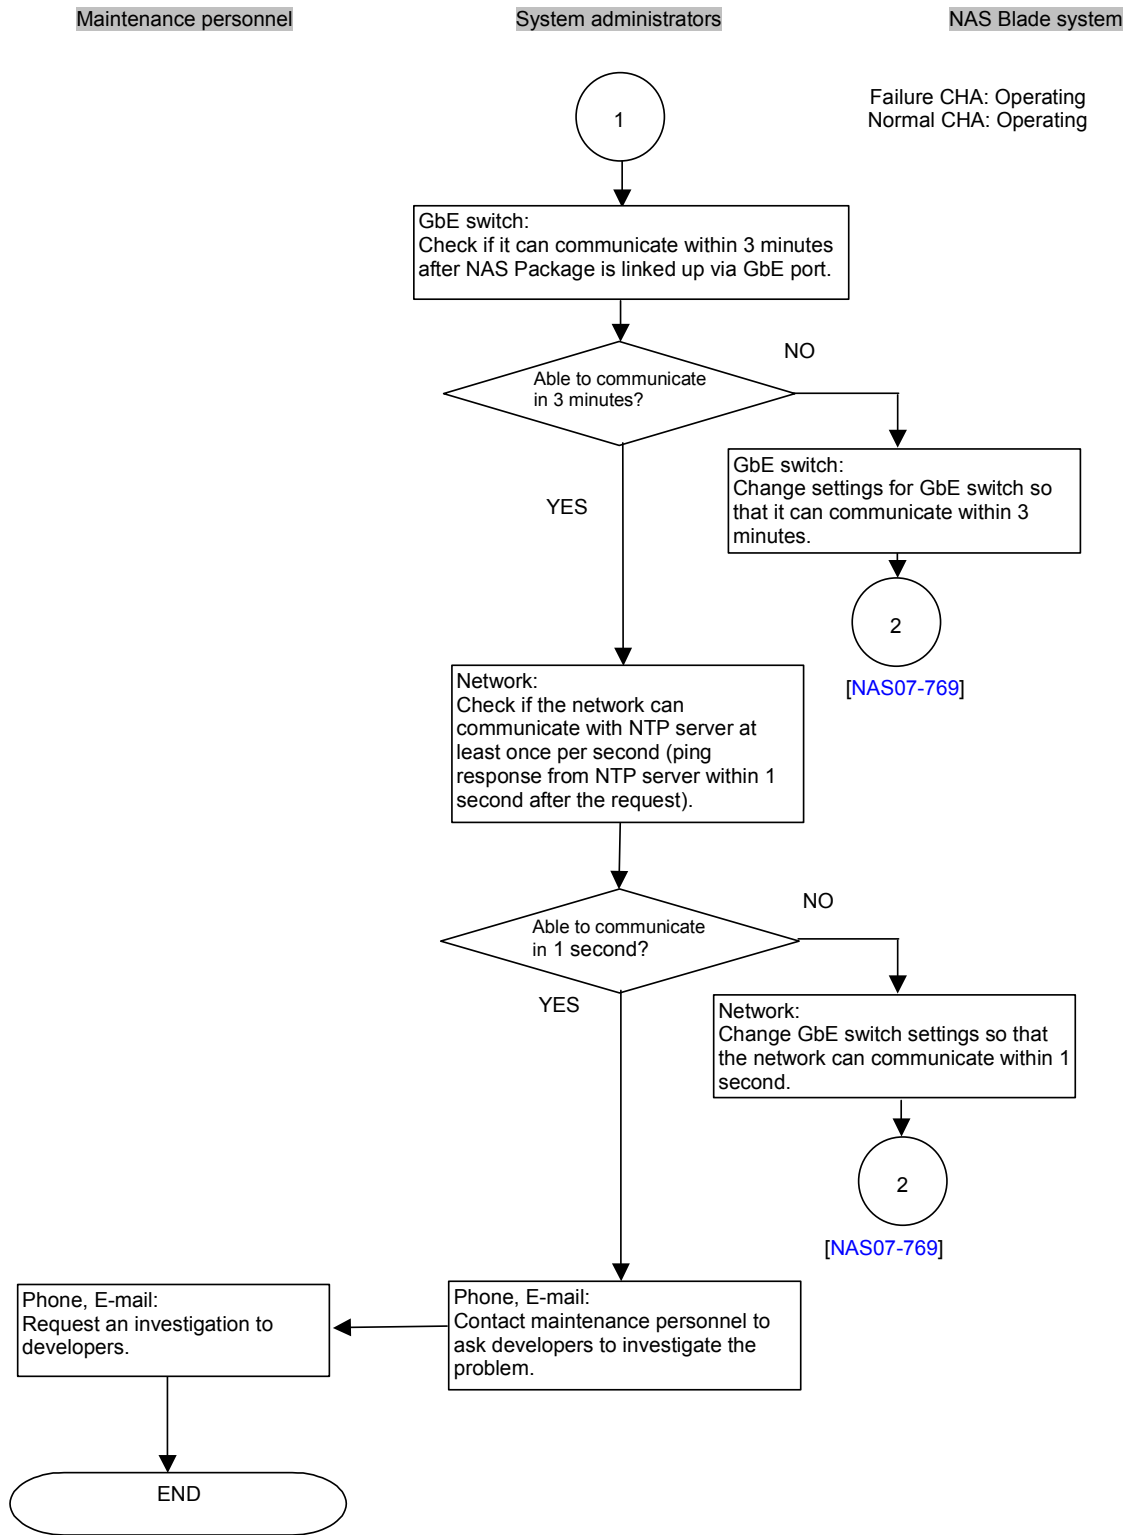 Maintenance personnel
System administrators
NAS Blade system
1
Failure CHA: Operating
Normal CHA: Operating
GbE switch:
Check if it can communicate within 3 minutes
after NAS Package is linked up via GbE port.
Able to communicate
in 3 minutes?
NO
YES
GbE switch:
Change settings for GbE switch so
that it can communicate within 3
minutes.
2
[NAS07-769]
Network:
Check if the network can
communicate with NTP server at
least once per second (ping
response from NTP server within 1
second after the request).
Able to communicate
in 1 second?
NO
YES
Network:
Change GbE switch settings so that
the network can communicate within 1
second.
2
[NAS07-769]
Phone, E-mail:
Contact maintenance personnel to
ask developers to investigate the
problem.
Phone, E-mail:
Request an investigation to
developers.
END